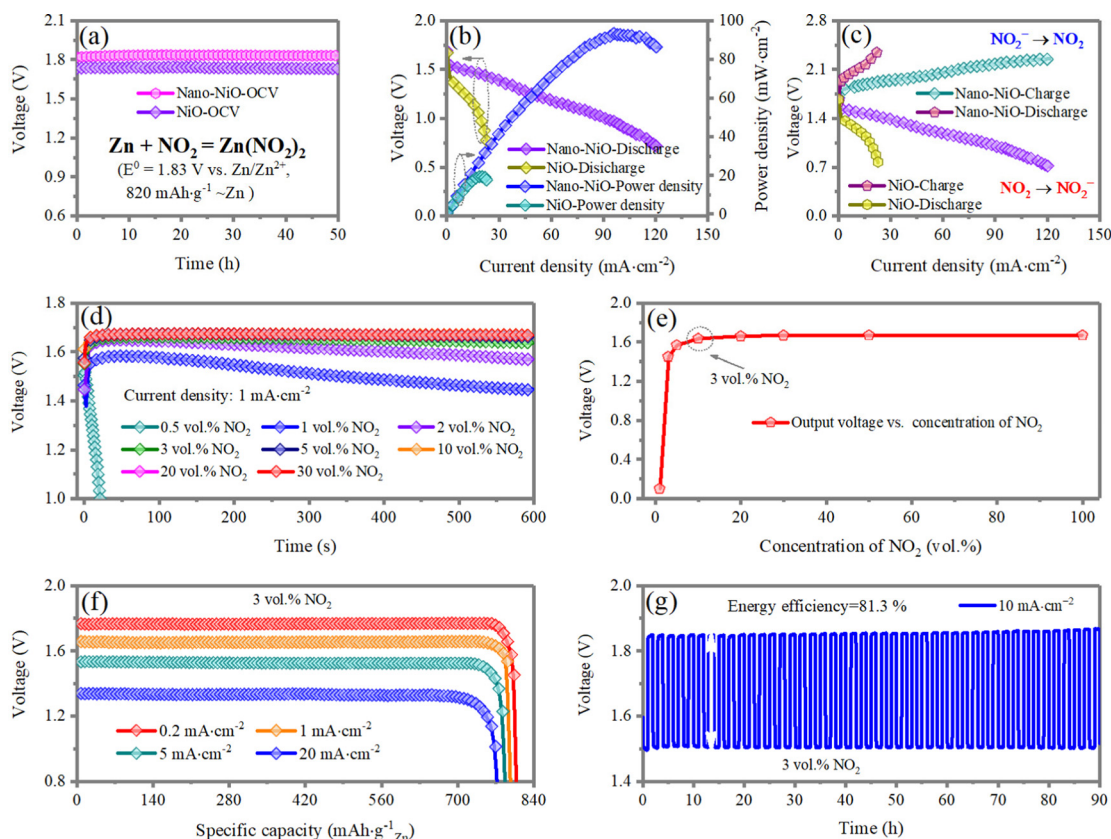 (a)
2.1
1.8
1.5
1.2
0.9
0.6
Voltage (V)
Nano-NiO-OCV
NiO-OCV
Zn + NO₂ = Zn(NO₂)₂
(E⁰ = 1.83 V vs. Zn/Zn²⁺,
820 mAh·g⁻¹ ~Zn )
0 10 20 30 40 50
Time (h)
(b)
2.0
1.5
1.0
0.5
0.0
Voltage (V)
100
80
60
40
20
0
Power density (mW·cm⁻²)
Nano-NiO-Discharge
NiO-Disicharge
Nano-NiO-Power density
NiO-Power density
0 30 60 90 120 150
Current density (mA·cm⁻²)
(c)
2.8
2.1
1.4
0.7
0.0
Voltage (V)
NO₂⁻ → NO₂
Nano-NiO-Charge
Nano-NiO-Discharge
NiO-Charge
NiO-Discharge
NO₂ → NO₂⁻
0 30 60 90 120 150
Current density (mA·cm⁻²)
(d)
1.8
1.6
1.4
1.2
1.0
Voltage (V)
Current density: 1 mA·cm⁻²
0.5 vol.% NO₂ 1 vol.% NO₂ 2 vol.% NO₂
3 vol.% NO₂ 5 vol.% NO₂ 10 vol.% NO₂
20 vol.% NO₂ 30 vol.% NO₂
0 100 200 300 400 500 600
Time (s)
(e)
2.0
1.6
1.2
0.8
0.4
0.0
Voltage (V)
3 vol.% NO₂
Output voltage vs. concentration of NO₂
0 20 40 60 80 100
Concentration of NO₂ (vol.%)
(f)
2.0
1.6
1.2
0.8
Voltage (V)
3 vol.% NO₂
0.2 mA·cm⁻² 1 mA·cm⁻²
5 mA·cm⁻² 20 mA·cm⁻²
0 140 280 420 560 700 840
Specific capacity (mAh·g⁻¹Zn)
(g)
2.0
1.8
1.6
1.4
Voltage (V)
Energy efficiency=81.3 % 10 mA·cm⁻²
3 vol.% NO₂
0 10 20 30 40 50 60 70 80 90
Time (h)